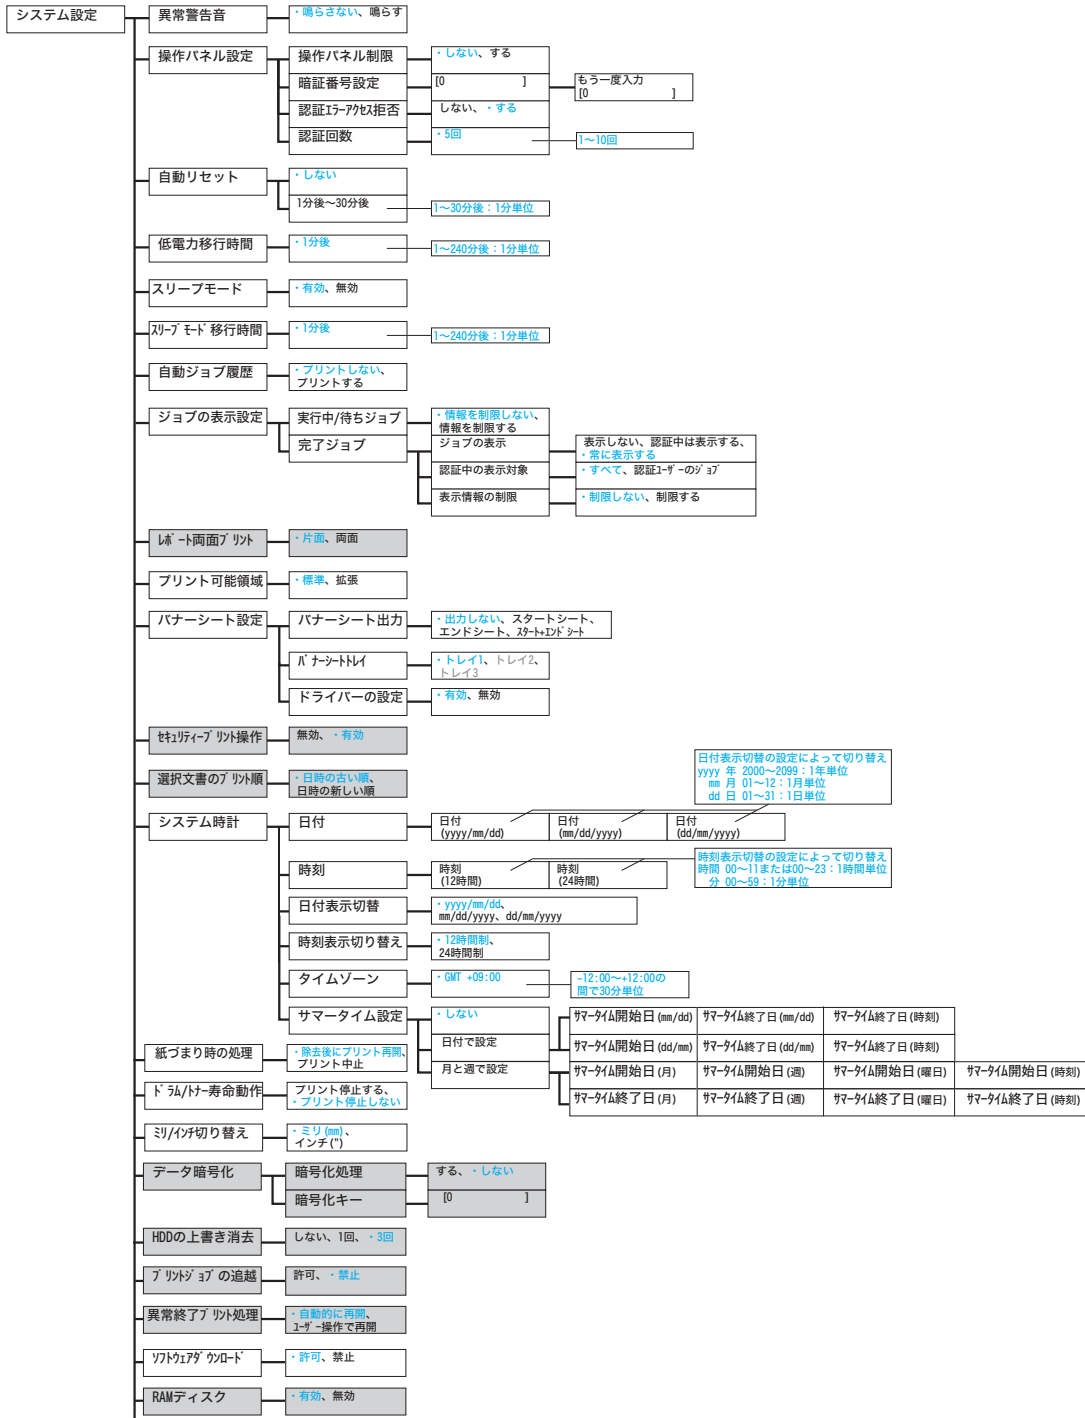 システム設定
異常警告音
・鳴らさない、鳴らす
操作パネル設定
操作パネル制限
・しない、する
暗証番号設定
[0 ]
もう一度入力
[0 ]
認証ｴﾗｰｱｸｾｽ拒否
しない、・する
認証回数
・5回
1～10回
自動リセット
・しない
1分後～30分後
1～30分後：1分単位
低電力移行時間
・1分後
1～240分後：1分単位
スリープモード
・有効、無効
ｽﾘｰﾌﾟﾓｰﾄﾞ移行時間
・1分後
1～240分後：1分単位
自動ジョブ履歴
・プリントしない、
プリントする
ジョブの表示設定
実行中/待ちジョブ
・情報を制限しない、
情報を制限する
完了ジョブ
ジョブの表示
表示しない、認証中は表示する、
・常に表示する
認証中の表示対象
・すべて、認証ﾕｰｻﾞｰのｼﾞｮﾌﾞ
表示情報の制限
・制限しない、制限する
ﾚﾎﾟｰﾄ両面ﾌﾟﾘﾝﾄ
・片面、両面
プリント可能領域
・標準、拡張
バナーシート設定
バナーシート出力
・出力しない、スタートシート、
エンドシート、ｽﾀｰﾄ+ｴﾝﾄﾞｼｰﾄ
ﾊﾞﾅｰｼｰﾄﾄﾚｲ
・トレイ1、トレイ2、
トレイ3
ドライバーの設定
・有効、無効
ｾｷｭﾘﾃｨｰﾌﾟﾘﾝﾄ操作
無効、・有効
選択文書のﾌﾟﾘﾝﾄ順
・日時の古い順、
日時の新しい順
日付表示切替の設定によって切り替え
yyyy 年 2000～2099：1年単位
mm 月 01～12：1月単位
dd 日 01～31：1日単位
システム時計
日付
日付
(yyyy/mm/dd)
日付
(mm/dd/yyyy)
日付
(dd/mm/yyyy)
時刻
時刻
(12時間)
時刻
(24時間)
時刻表示切替の設定によって切り替え
時間 00～11または00～23：1時間単位
分 00～59：1分単位
日付表示切替
・yyyy/mm/dd、
mm/dd/yyyy、dd/mm/yyyy
時刻表示切り替え
・12時間制、
24時間制
タイムゾーン
・GMT +09:00
-12:00～+12:00の
間で30分単位
サマータイム設定
・しない
日付で設定
月と週で設定
ｻﾏｰﾀｲﾑ開始日(mm/dd)
ｻﾏｰﾀｲﾑ終了日(mm/dd)
ｻﾏｰﾀｲﾑ終了日(時刻)
ｻﾏｰﾀｲﾑ開始日(dd/mm)
ｻﾏｰﾀｲﾑ終了日(dd/mm)
ｻﾏｰﾀｲﾑ終了日(時刻)
ｻﾏｰﾀｲﾑ開始日(月)
ｻﾏｰﾀｲﾑ開始日(週)
ｻﾏｰﾀｲﾑ開始日(曜日)
ｻﾏｰﾀｲﾑ開始日(時刻)
ｻﾏｰﾀｲﾑ終了日(月)
ｻﾏｰﾀｲﾑ終了日(週)
ｻﾏｰﾀｲﾑ終了日(曜日)
ｻﾏｰﾀｲﾑ終了日(時刻)
紙づまり時の処理
・除去後にプリント再開、
プリント中止
ﾄﾞﾗﾑ/ﾄﾅｰ寿命動作
プリント停止する、
・プリント停止しない
ﾐﾘ/ｲﾝﾁ切り替え
・ミリ(mm)、
インチ(")
データ暗号化
暗号化処理
する、・しない
暗号化キー
[0 ]
HDDの上書き消去
しない、1回、・3回
ﾌﾟﾘﾝﾄｼﾞｮﾌﾞの追越
許可、・禁止
異常終了ﾌﾟﾘﾝﾄ処理
・自動的に再開、
ﾕｰｻﾞｰ操作で再開
ｿﾌﾄｳｪｱﾀﾞｳﾝﾛｰﾄﾞ
・許可、禁止
RAMディスク
・有効、無効